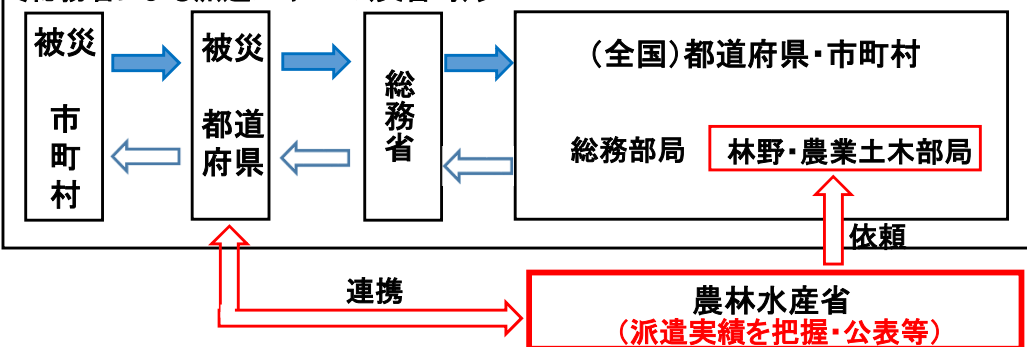 被災
市町村
被災
都道府県
総務省
（全国）都道府県・市町村
総務部局
林野・農業土木部局
依頼
連携
農林水産省
（派遣実績を把握・公表等）